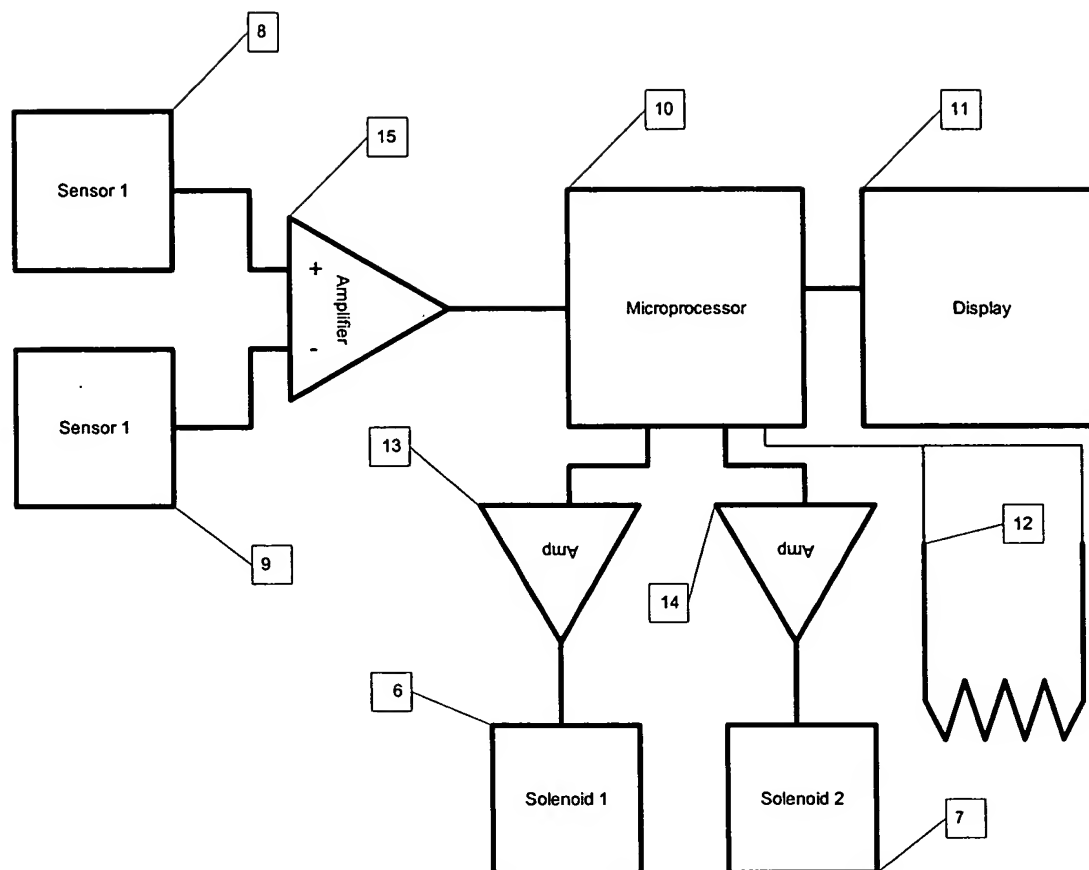 8
10
11
15
Sensor 1
+
Amplifier
-
Microprocessor
Display
Sensor 1
13
12
9
Amp
Amp
14
6
Solenoid 1
Solenoid 2
7